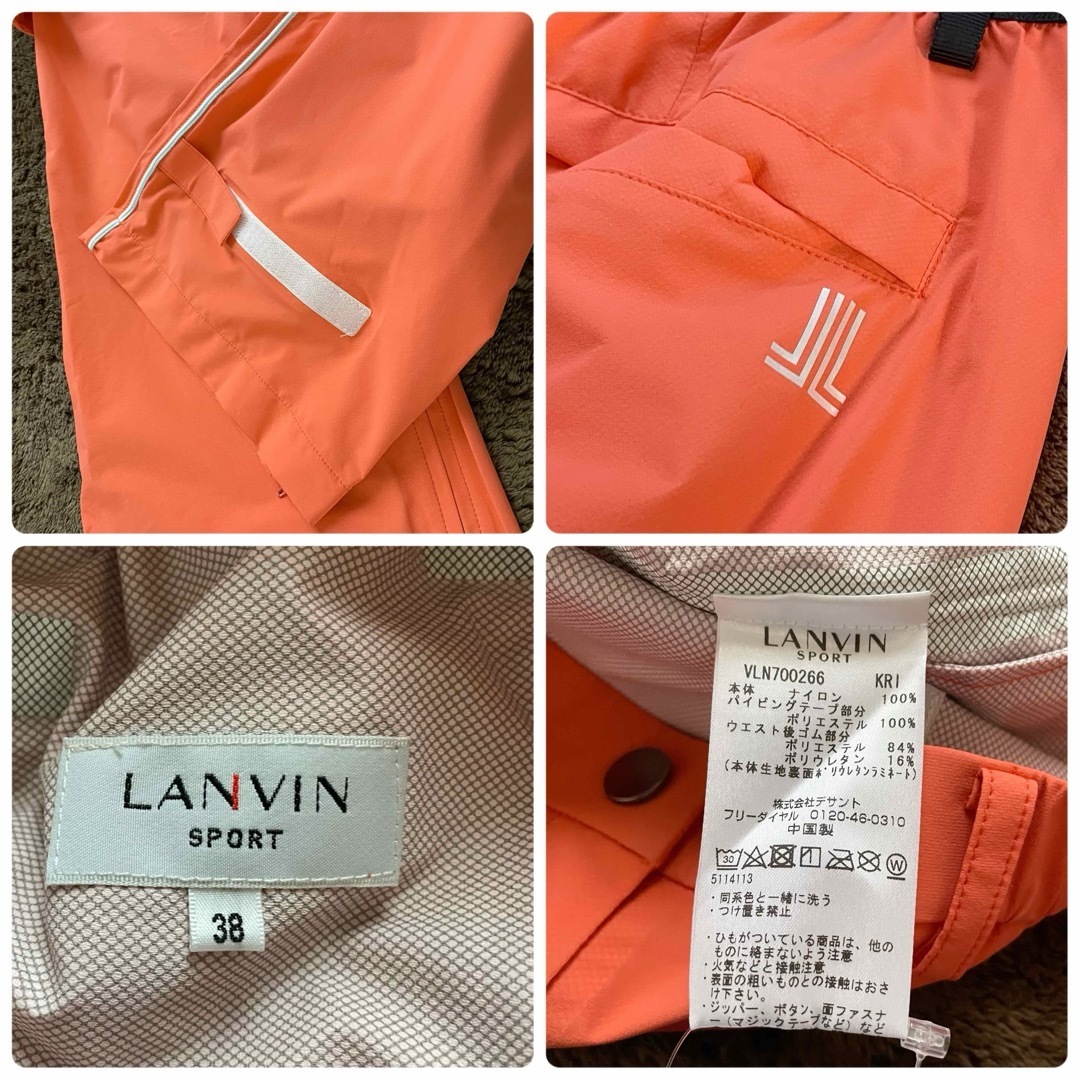 LANVIN
SPORT
38
LANVIN
SPORT
VLN700266 KRI
本体 ナイロン 100%
パイピングテープ部分
ポリエステル 100%
ウエスト後ゴム部分
ポリエステル 84%
ポリウレタン 16%
(本体生地裏面ポリウレタンラミネート)
株式会社デサント
フリーダイヤル 0120-46-0310
中国製
30 W
5114113
・同系色と一緒に洗う
・つけ置き禁止
・ひもがついている商品は、他の
ものに絡まないよう注意
・火気などと接触注意
・表面の粗いものとの接触はおさ
け下さい。
・ジッパー、ボタン、面ファスナ
ー(マジックテープなど)など